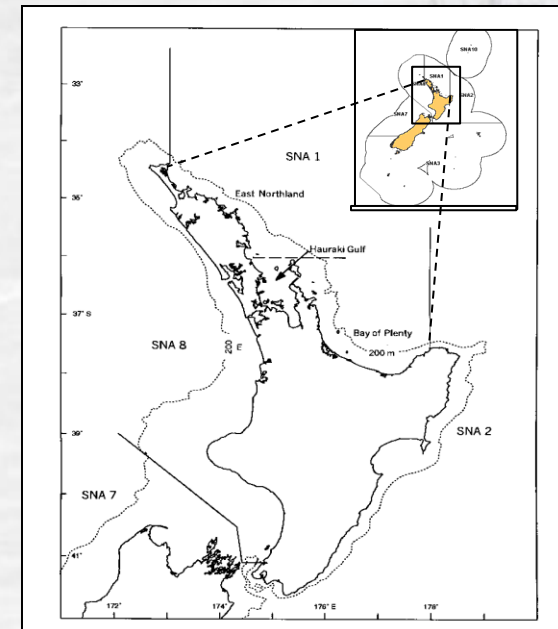 SNA10
SNA1
SNA2
SNA7
SNA3
33'
SNA 1
35°
East Northland
Hauraki Gulf
37° S
Bay of Plenty
200 m
SNA 8
200 E
SNA 2
39°
SNA 7
41°
172°
174°
176° E
178°